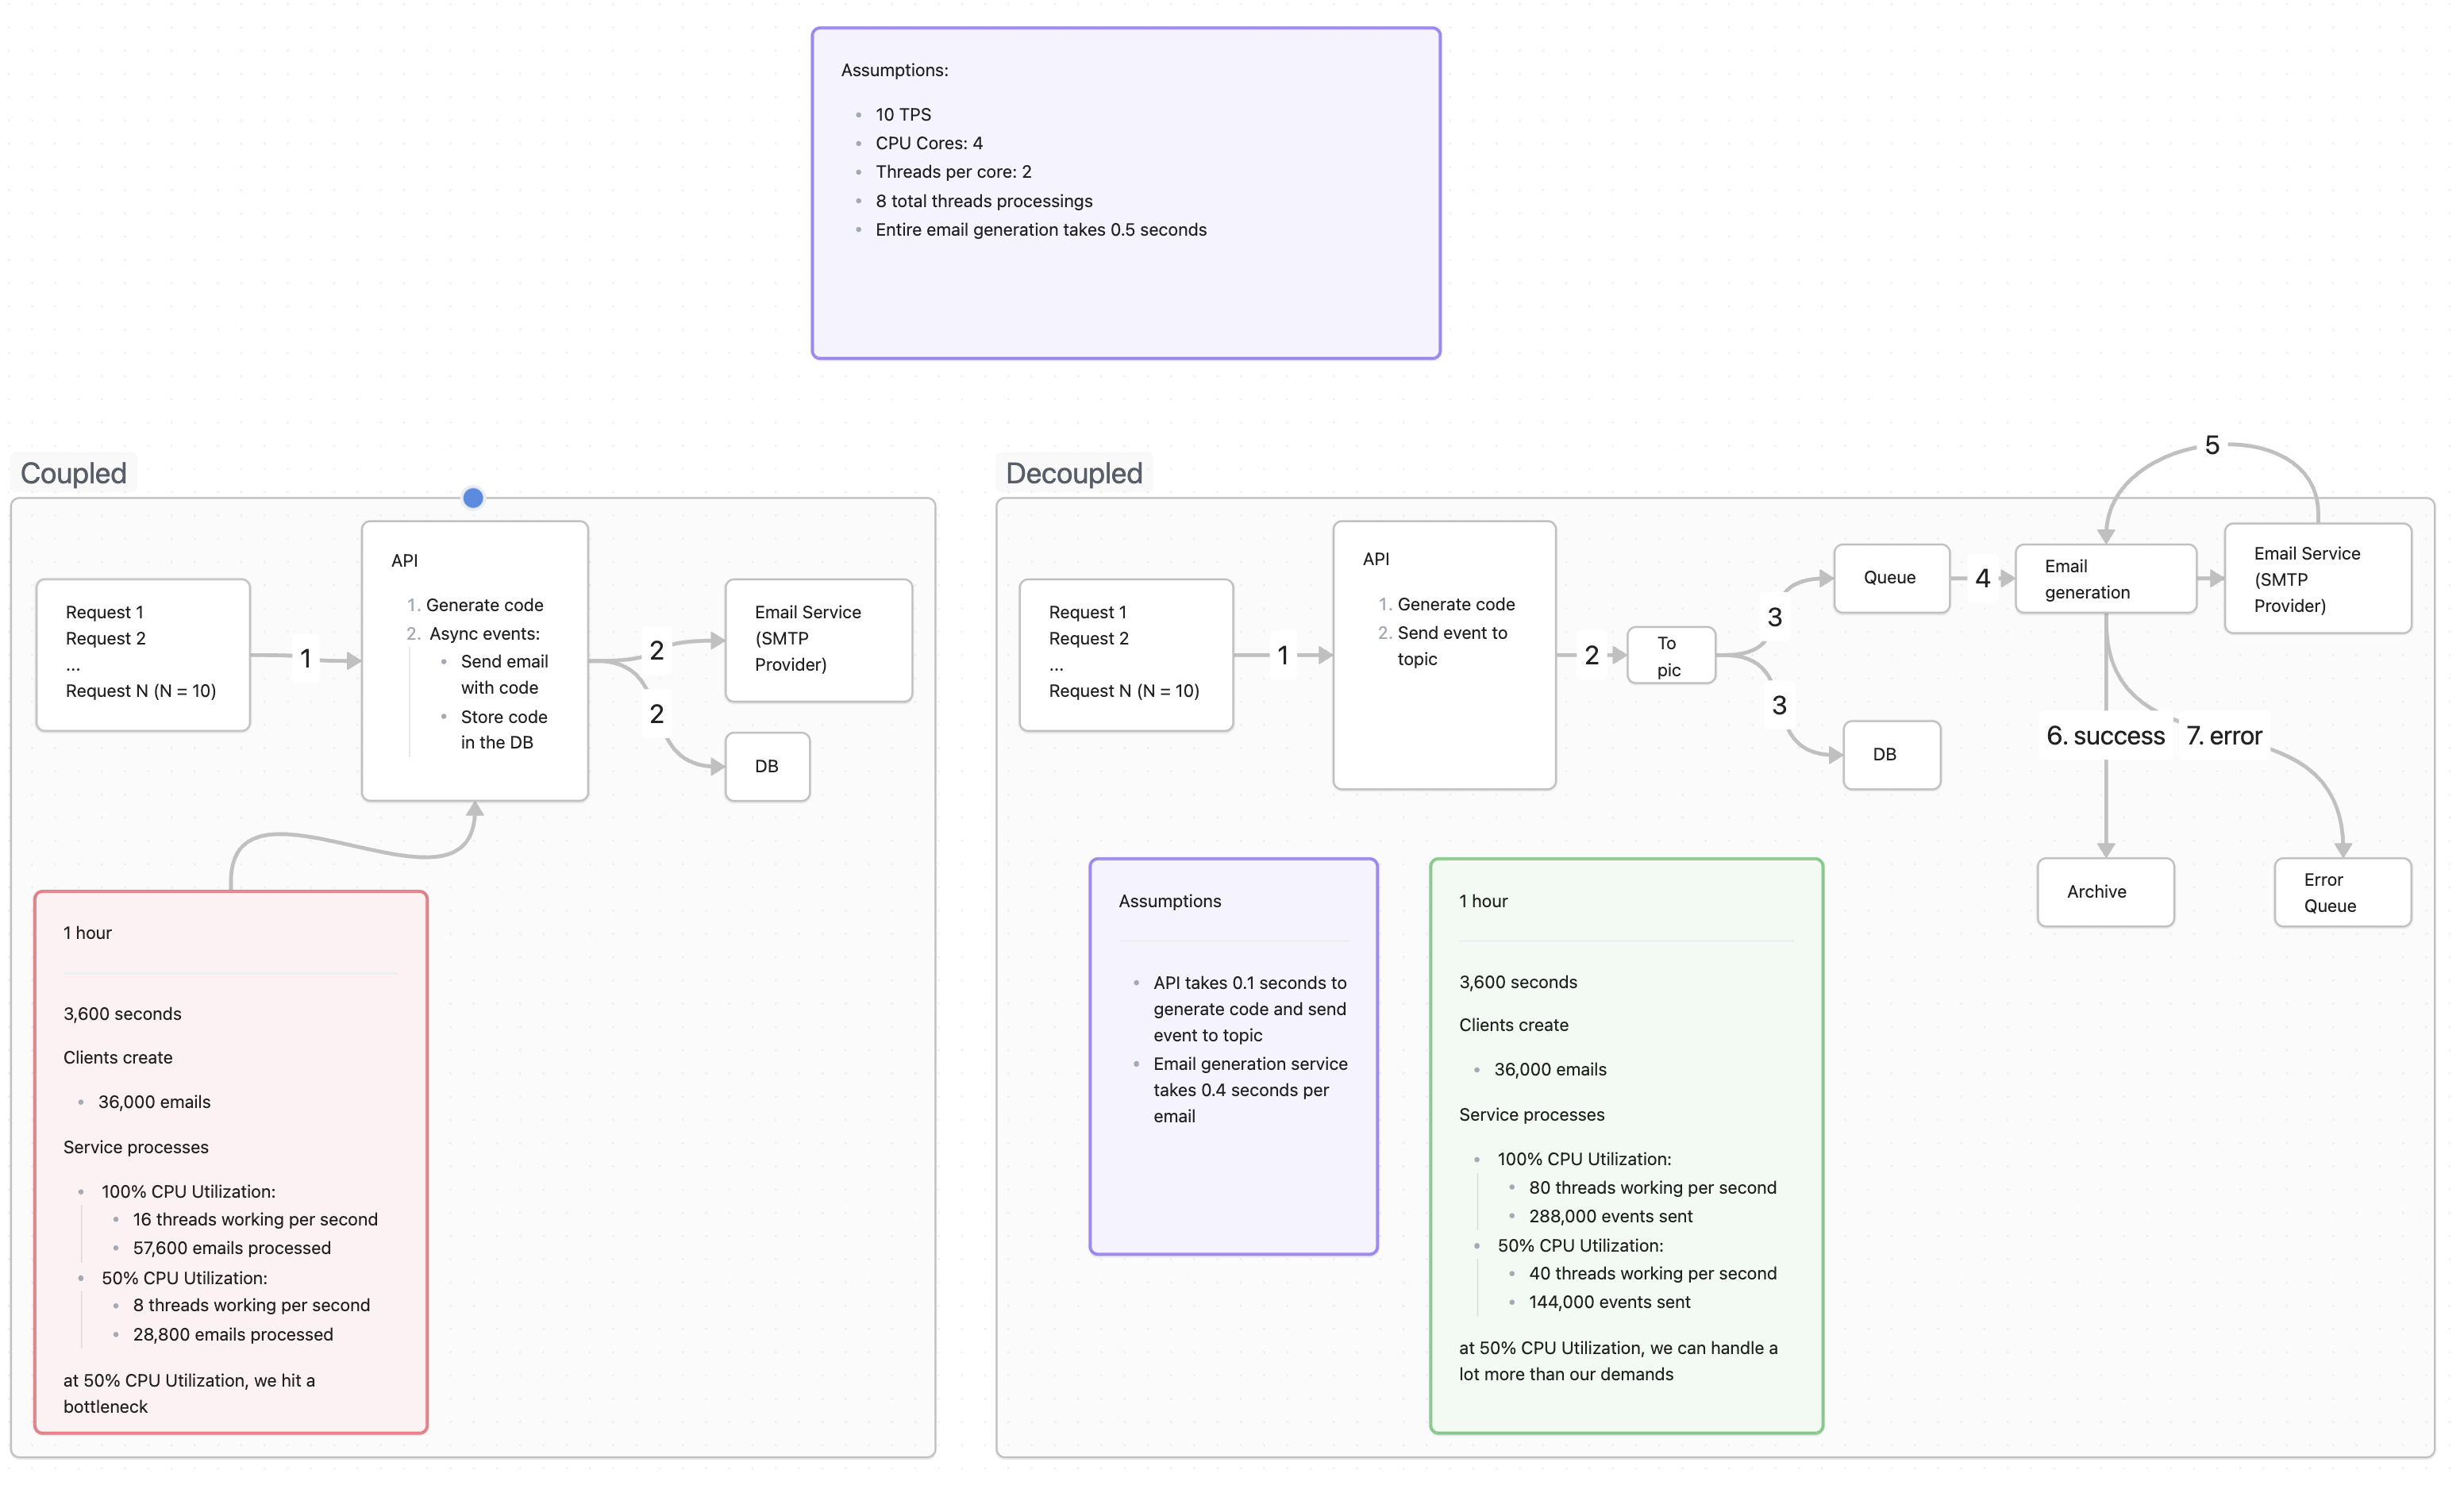 Assumptions:
10 TPS
CPU Cores: 4
Threads per core: 2
8 total threads processings
Entire email generation takes 0.5 seconds
Coupled
Request 1
Request 2
...
Request N (N = 10)
1
API
1. Generate code
2. Async events:
Send email
with code
Store code
in the DB
2
2
Email Service
(SMTP
Provider)
DB
1 hour
3,600 seconds
Clients create
36,000 emails
Service processes
100% CPU Utilization:
16 threads working per second
57,600 emails processed
50% CPU Utilization:
8 threads working per second
28,800 emails processed
at 50% CPU Utilization, we hit a
bottleneck
Decoupled
Request 1
Request 2
...
Request N (N = 10)
1
API
1. Generate code
2. Send event to
topic
2
To
pic
3
3
Queue
DB
4
Email
generation
5
Email Service
(SMTP
Provider)
6. success
7. error
Archive
Error
Queue
Assumptions
API takes 0.1 seconds to
generate code and send
event to topic
Email generation service
takes 0.4 seconds per
email
1 hour
3,600 seconds
Clients create
36,000 emails
Service processes
100% CPU Utilization:
80 threads working per second
288,000 events sent
50% CPU Utilization:
40 threads working per second
144,000 events sent
at 50% CPU Utilization, we can handle a
lot more than our demands